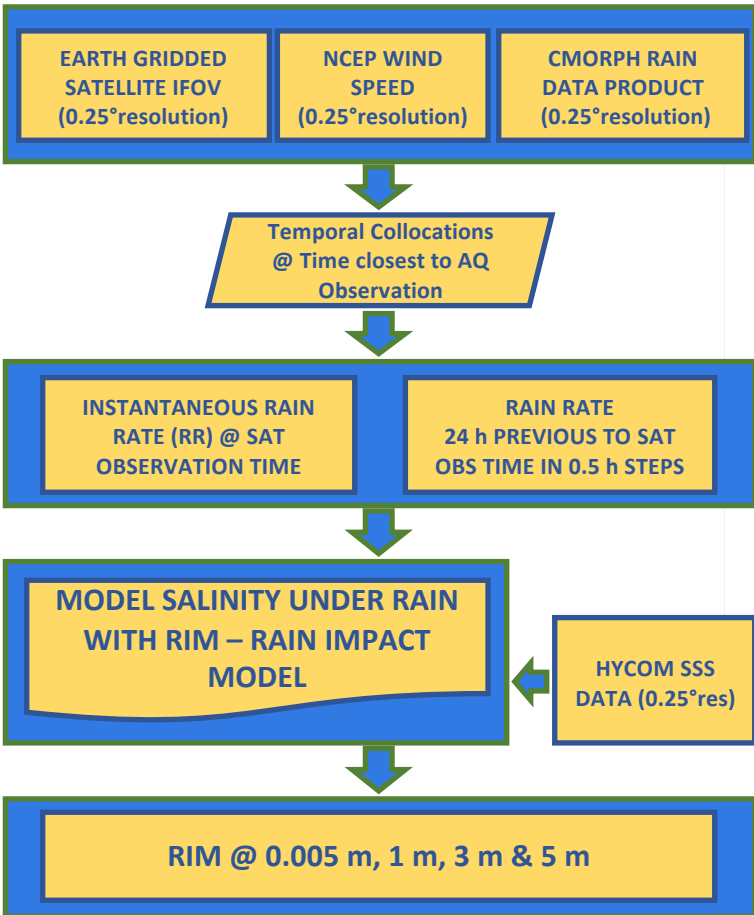 EARTH GRIDDED
SATELLITE IFOV
(0.25°resolution)
NCEP WIND
SPEED
(0.25°resolution)
CMORPH RAIN
DATA PRODUCT
(0.25°resolution)
Temporal Collocations
@ Time closest to AQ
Observation
INSTANTANEOUS RAIN
RATE (RR) @ SAT
OBSERVATION TIME
RAIN RATE
24 h PREVIOUS TO SAT
OBS TIME IN 0.5 h STEPS
MODEL SALINITY UNDER RAIN
WITH RIM – RAIN IMPACT
MODEL
HYCOM SSS
DATA (0.25°res)
RIM @ 0.005 m, 1 m, 3 m & 5 m